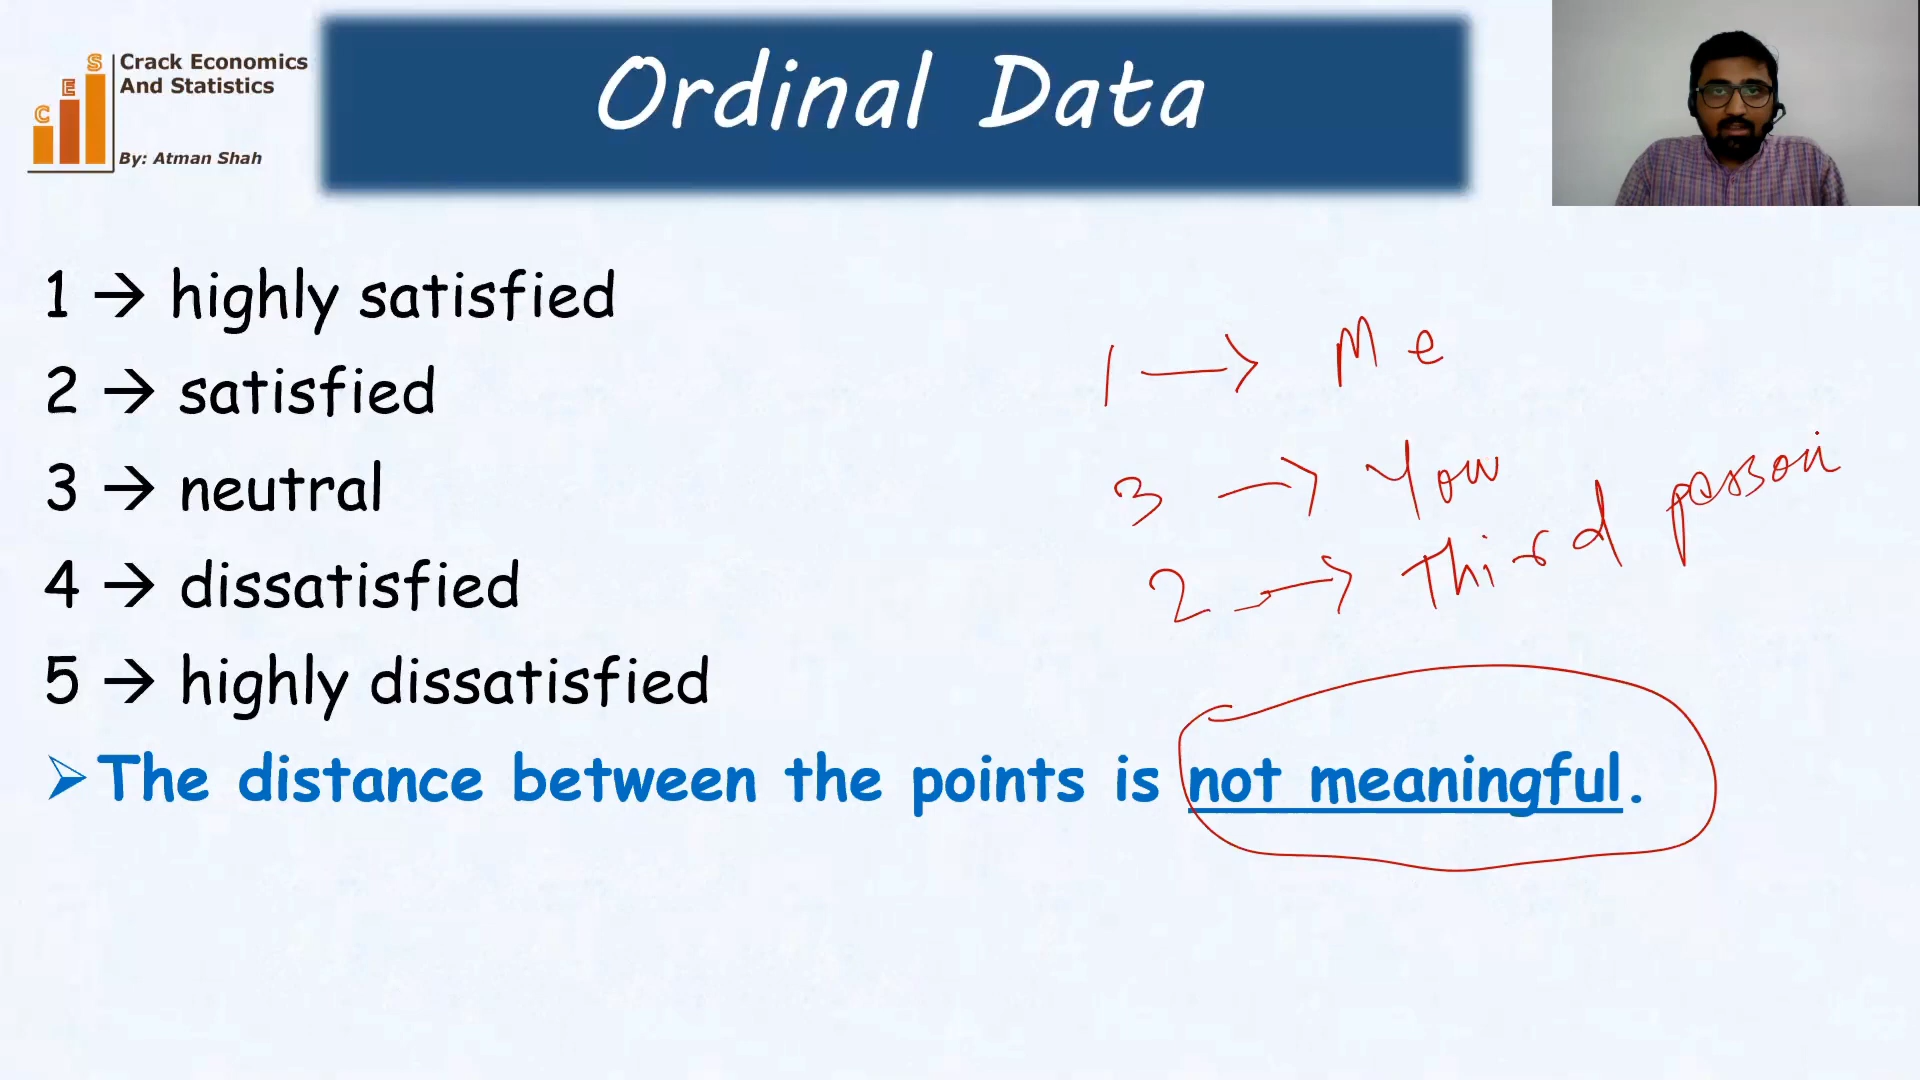 C E S
Crack Economics
And Statistics
By: Atman Shah
Ordinal Data
1 → highly satisfied
2 → satisfied
3 → neutral
4 → dissatisfied
5 → highly dissatisfied
➢ The distance between the points is not meaningful.
1 → Me
3 → You
2 → Third person